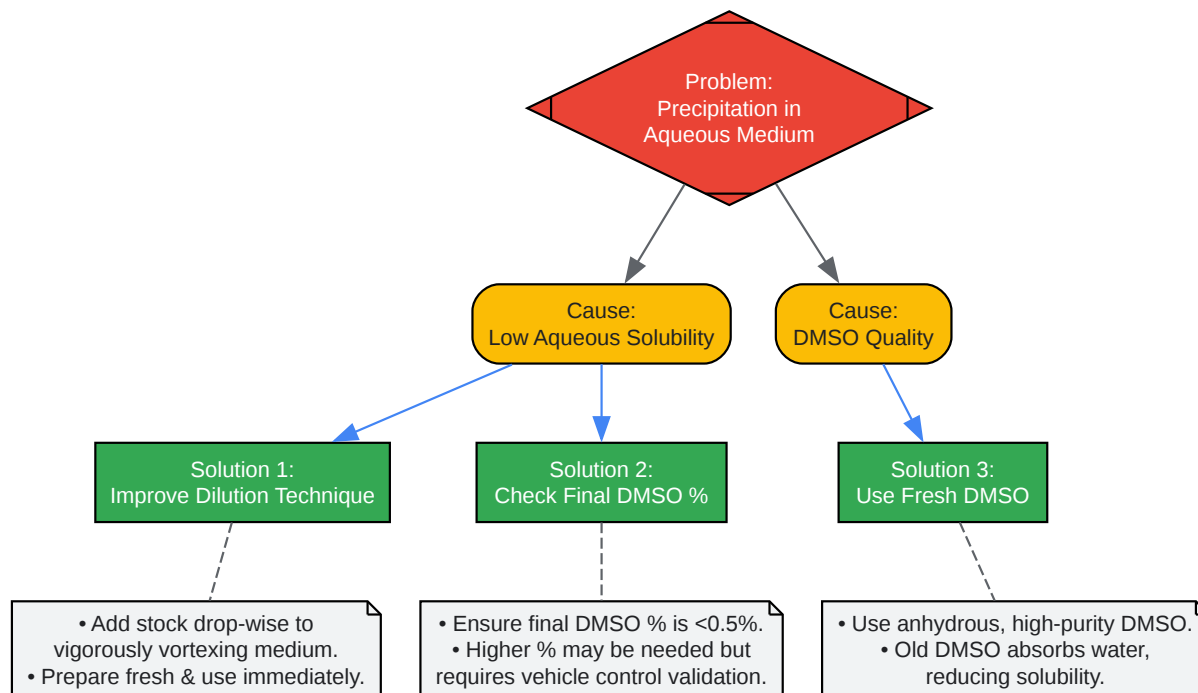 Problem:
Precipitation in
Aqueous Medium
Cause:
Low Aqueous Solubility
Cause:
DMSO Quality
Solution 1:
Improve Dilution Technique
Solution 2:
Check Final DMSO %
Solution 3:
Use Fresh DMSO
• Add stock drop-wise to
vigorously vortexing medium.
• Prepare fresh & use immediately.
• Ensure final DMSO % is <0.5%.
• Higher % may be needed but
requires vehicle control validation.
• Use anhydrous, high-purity DMSO.
• Old DMSO absorbs water,
reducing solubility.